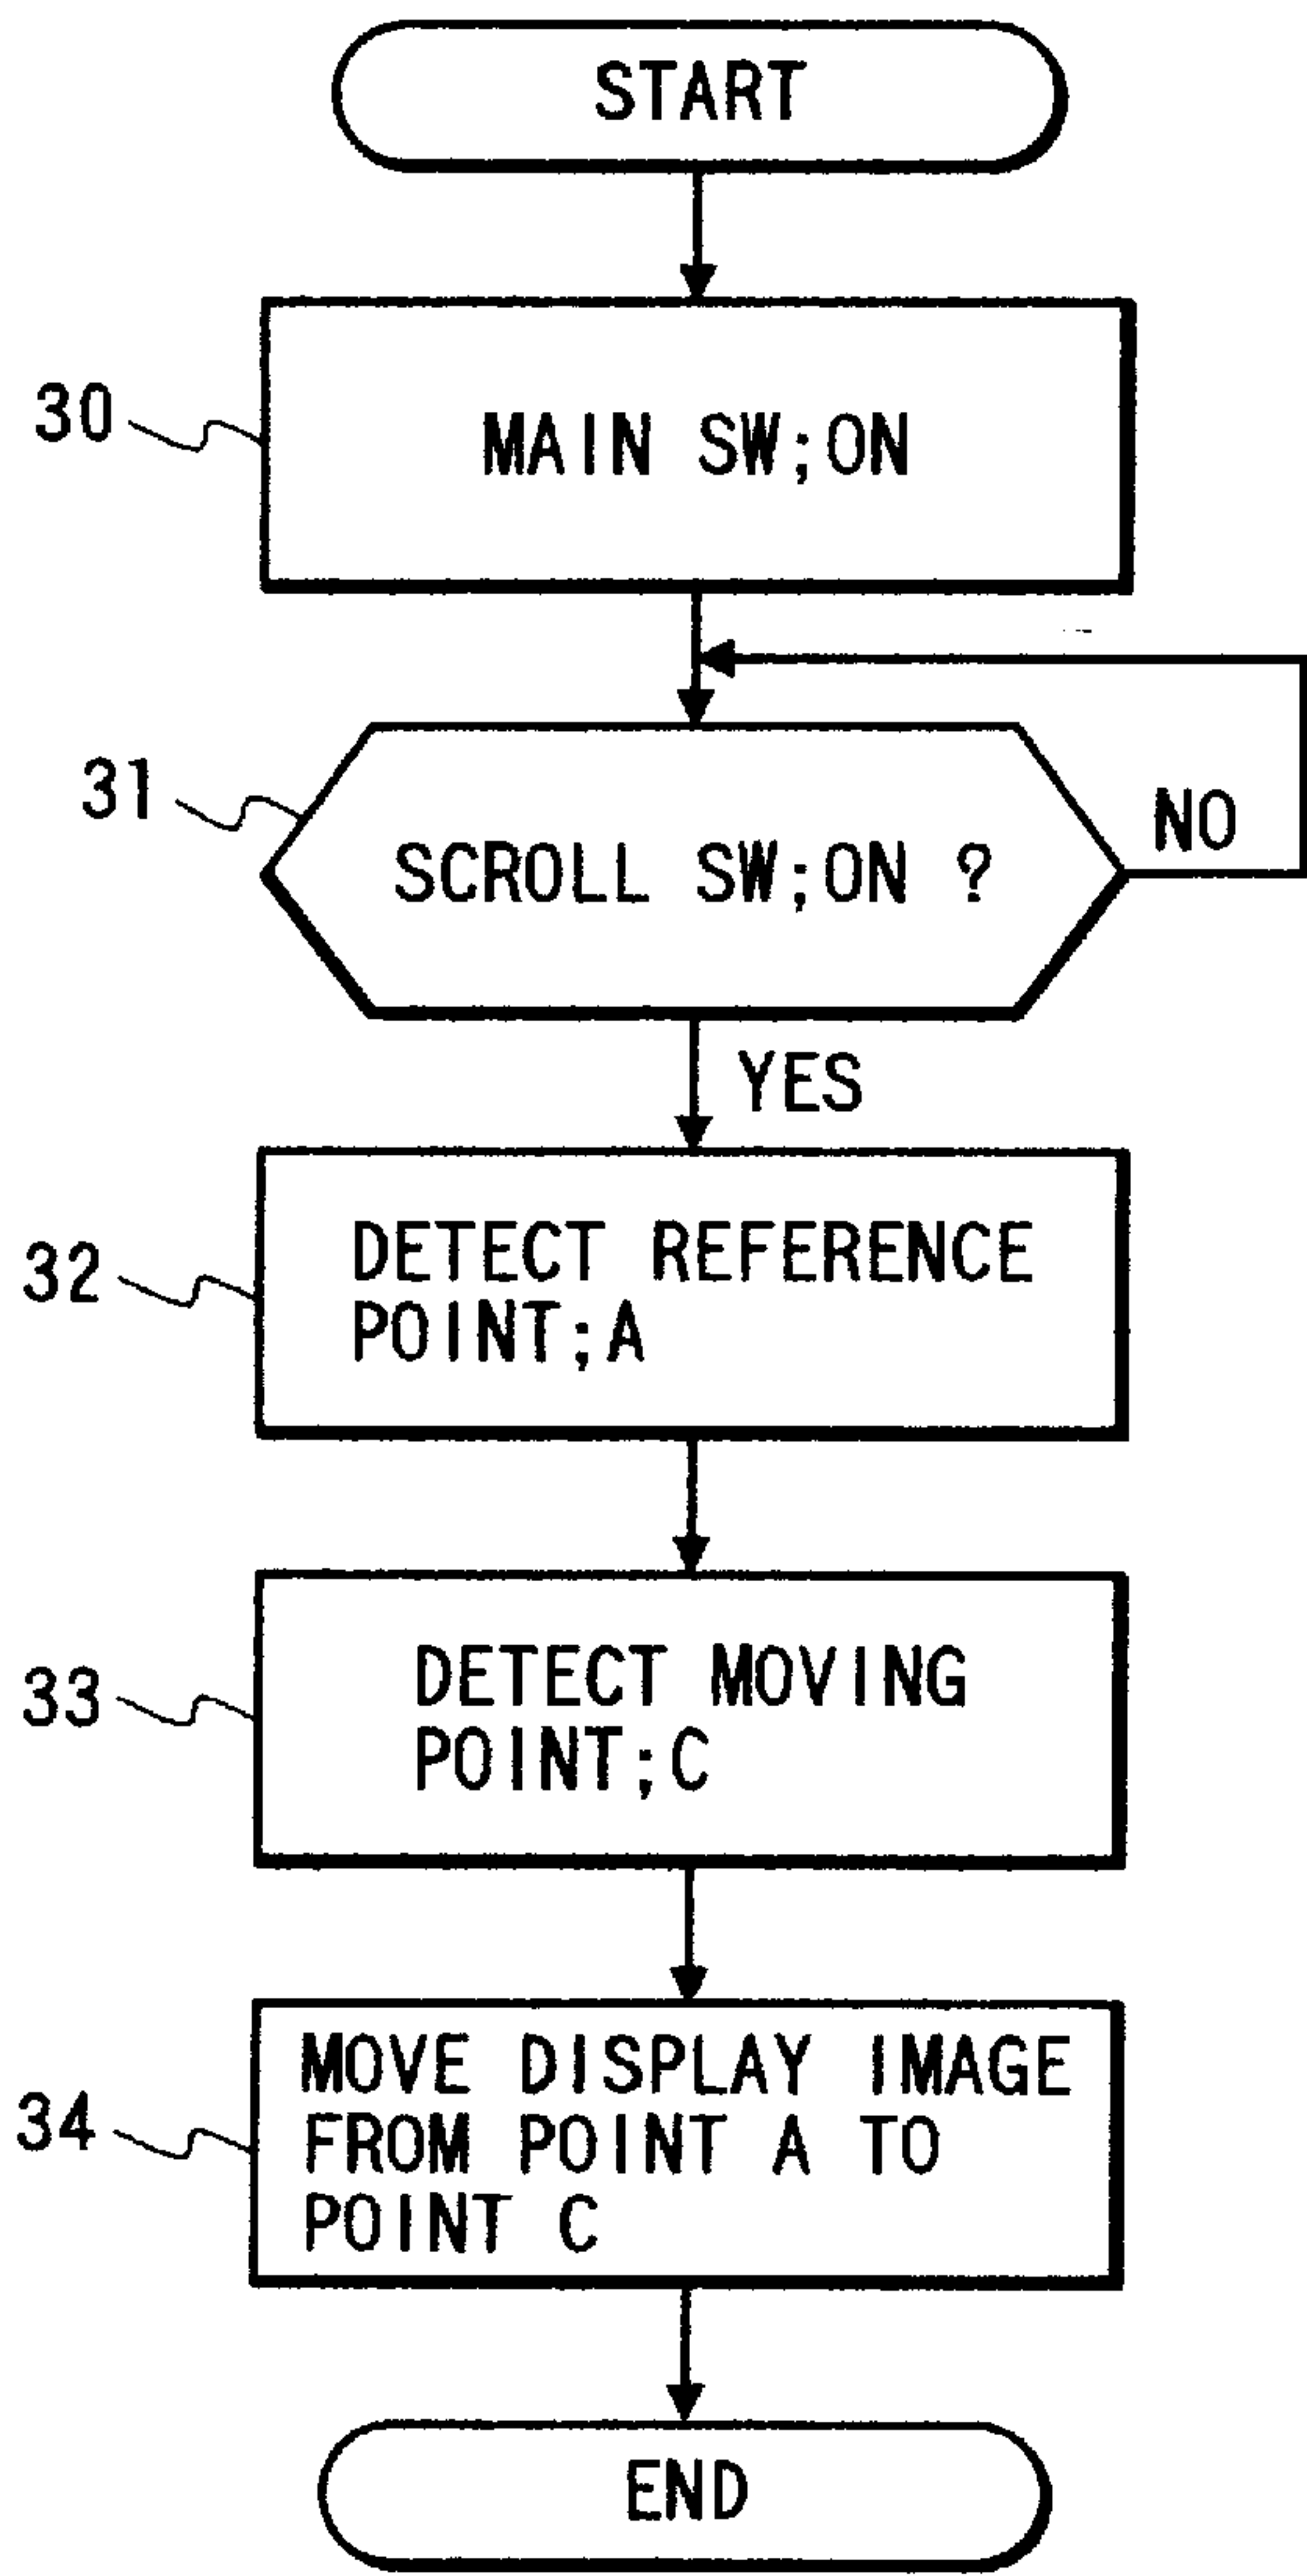 START
30
MAIN SW;ON
31
SCROLL SW;ON ?
NO
YES
32
DETECT REFERENCE
POINT;A
33
DETECT MOVING
POINT;C
34
MOVE DISPLAY IMAGE
FROM POINT A TO
POINT C
END